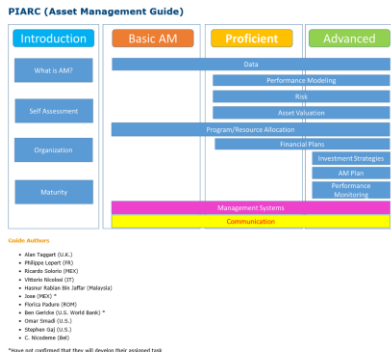 PIARC (Asset Management Guide)
Introduction
Basic AM
Proficient
Advanced
What is AM?
Self Assessment
Organization
Maturity
Data
Performance Modeling
Risk
Asset Valuation
Program/Resource Allocation
Financial Plans
Investment Strategies
AM Plan
Performance
Monitoring
Management Systems
Communication
Guide Authors
• Alan Taggart (U.K.)
• Philippe Lepert (FR)
• Ricardo Solorio (MEX)
• Vittorio Nicolosi (IT)
• Hasnur Rabian Bin Jaffar (Malaysia)
• Jose (MEX) *
• Florica Padure (ROM)
• Ben Gericke (U.S. World Bank) *
• Omar Smadi (U.S.)
• Stephen Gaj (U.S.)
• C. Nicodeme (Bel)
*Have not confirmed that they will develop their assigned task